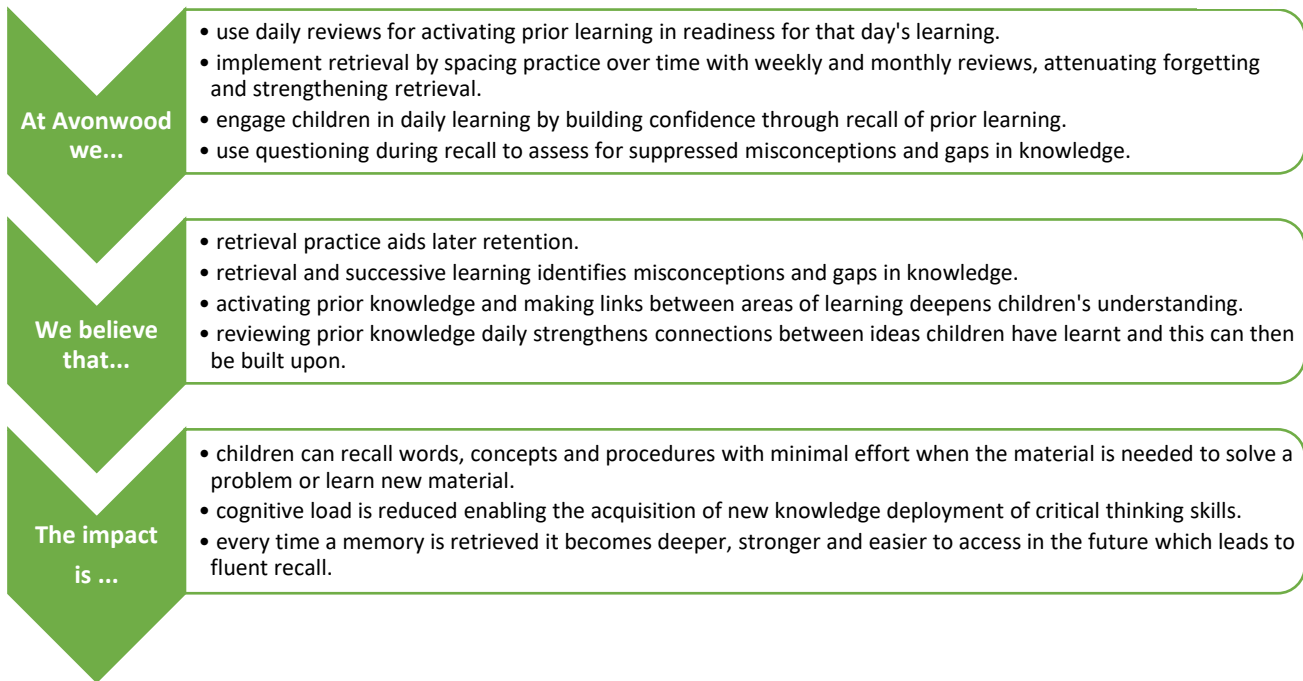 At Avonwood
we...
• use daily reviews for activating prior learning in readiness for that day's learning.
• implement retrieval by spacing practice over time with weekly and monthly reviews, attenuating forgetting
and strengthening retrieval.
• engage children in daily learning by building confidence through recall of prior learning.
• use questioning during recall to assess for suppressed misconceptions and gaps in knowledge.
We believe
that...
• retrieval practice aids later retention.
• retrieval and successive learning identifies misconceptions and gaps in knowledge.
• activating prior knowledge and making links between areas of learning deepens children's understanding.
• reviewing prior knowledge daily strengthens connections between ideas children have learnt and this can then
be built upon.
The impact
is ...
• children can recall words, concepts and procedures with minimal effort when the material is needed to solve a
problem or learn new material.
• cognitive load is reduced enabling the acquisition of new knowledge deployment of critical thinking skills.
• every time a memory is retrieved it becomes deeper, stronger and easier to access in the future which leads to
fluent recall.